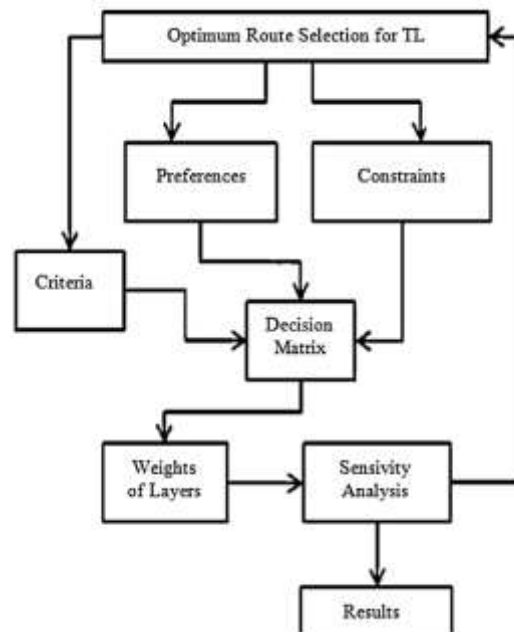 Optimum Route Selection for TL
Preferences
Constraints
Criteria
Decision
Matrix
Weights
of Layers
Sensivity
Analysis
Results